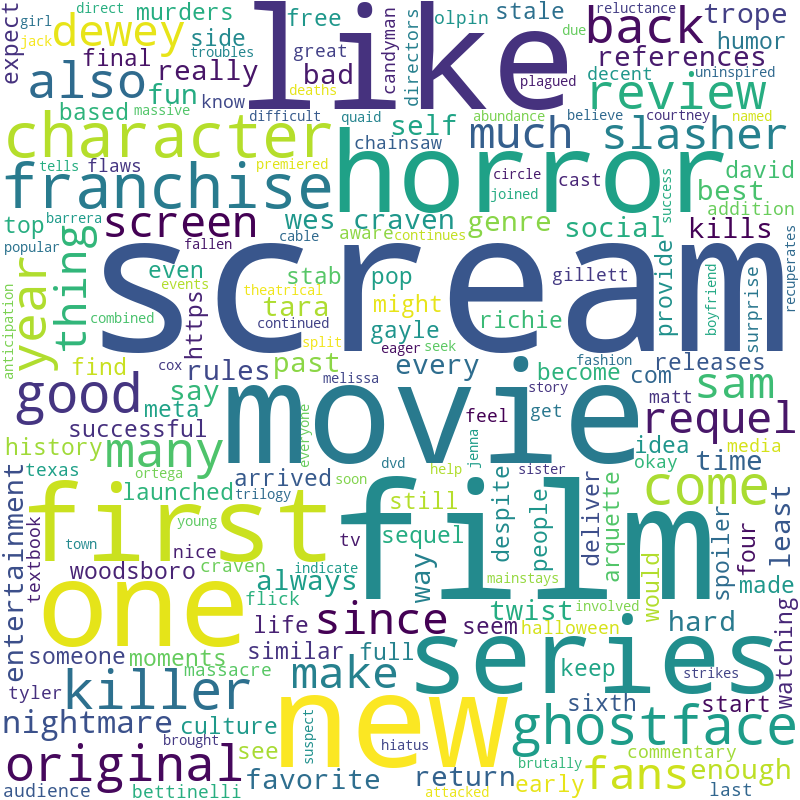 girl
direct
murders
free
like
olpin
stale
back
reluctance
trope
expect
dewey
side
jack
troubles
final
great
candyman
directors
due
references
humor
also
really
bad
deaths
plagued
review
decent
uninspired
based
fun
know
massive
difficult
quaid
self
abundance
believe
courtney
named
character
chainsaw
much
slasher
tells
flaws
premiered
horror
circle
cast
success
david
franchise
joined
best
top
barrera
screen
wes craven
genre
social
kills
addition
popular
fallen
cable
aware
continues
scream
year
thing
even
events
stab
pop
gillett
provide
boyfriend
surprise
recuperates
theatrical
anticipation
combined
https
tara
might
richie
continued
split
gayle
eager
seek
find
rules
past
every
become
fashion
releases
cox
say
melissa
story
com
matt
sam
good
meta
movie
successful
everyone
feel
get
requel
history
many
jenna
idea
media
okay
time
texas
ortega
arrived
dvd
help
sister
entertainment
launched
trilogy
soon
still
despite
people
deliver
come
first
young
film
sequel
arquette
spoiler
four
least
textbook
town
nice
tv
way
made
woodsboro
craven
always
indicate
mainstays
would
one
flick
twist
involved
since
life
seem
halloween
hard
watching
someone
moments
similar
full
series
keep
strikes
massacre
tyler
killer
make
new
sixth
start
nightmare
culture
suspect
ghostface
brought
see
hiatus
commentary
original
brutally
fans
enough
favorite
return
early
audience
bettinelli
attacked
last